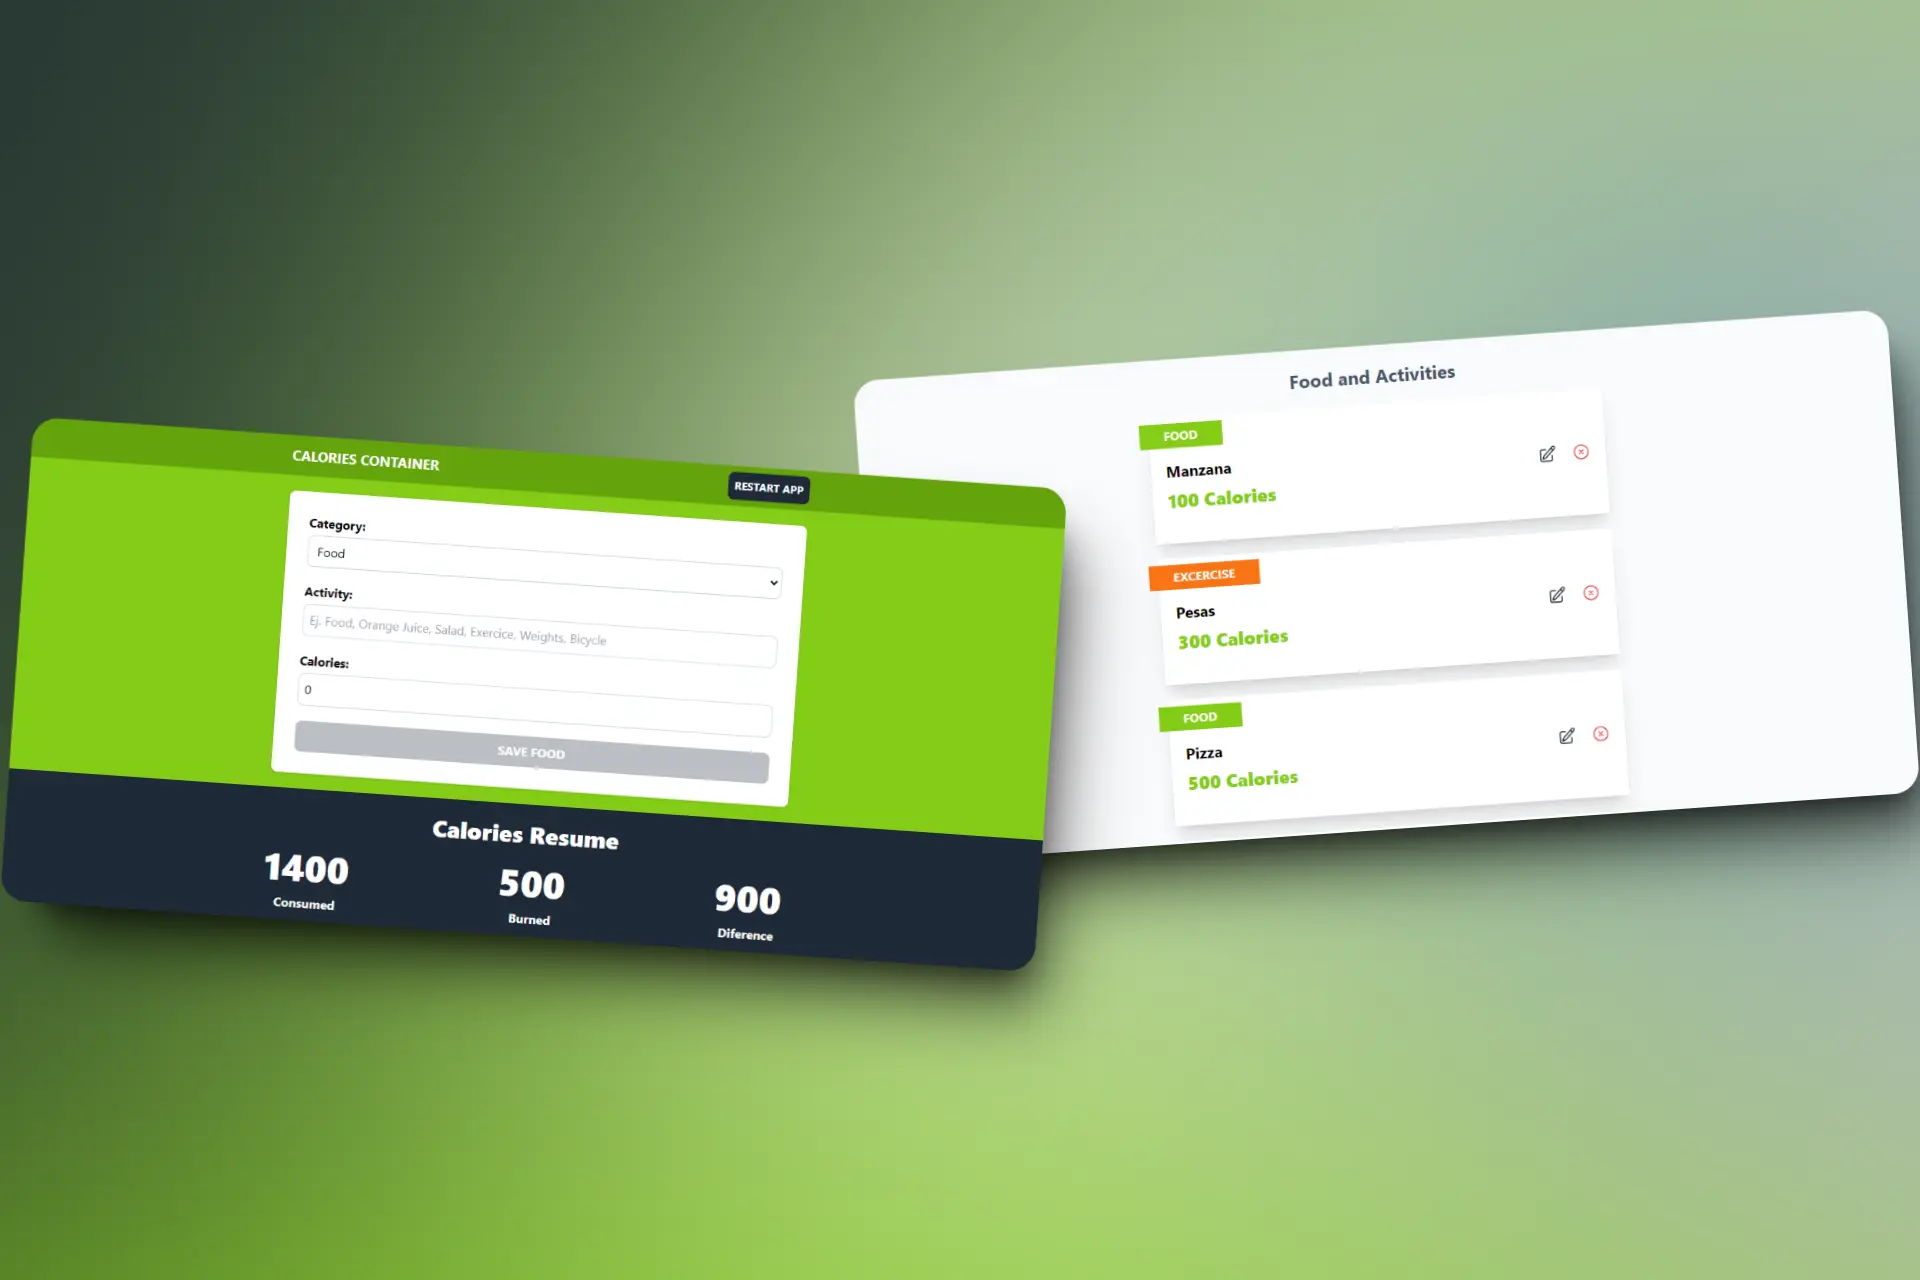 CALORIES CONTAINER
RESTART APP
Category:
Food
Activity:
Ej. Food, Orange Juice, Salad, Exercice. Weights, Bicycle
Calories:
0
SAVE FOOD
Calories Resume
1400
Consumed
500
Burned
900
Diference
Food and Activities
FOOD
Manzana
100 Calories
EXCERCISE
Pesas
300 Calories
FOOD
Pizza
500 Calories